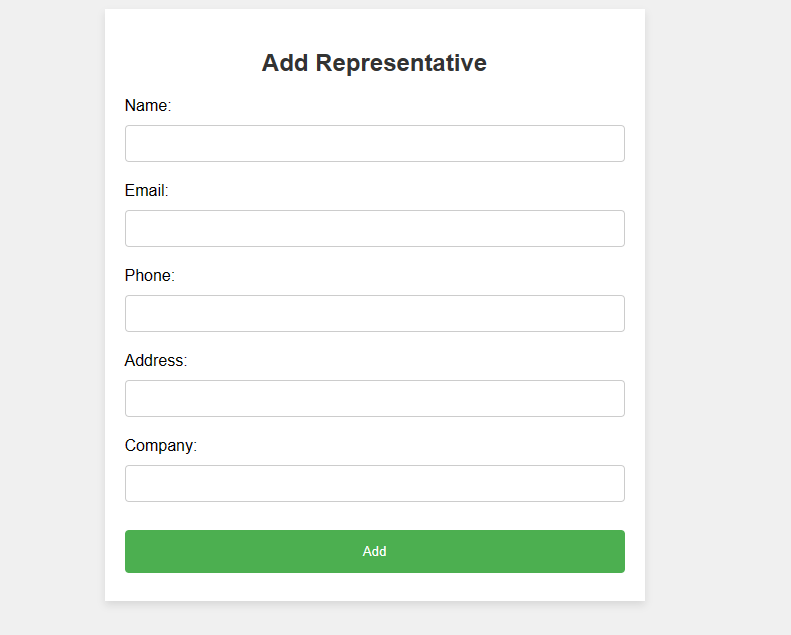 Add Representative
Name:
Email:
Phone:
Address:
Company:
Add